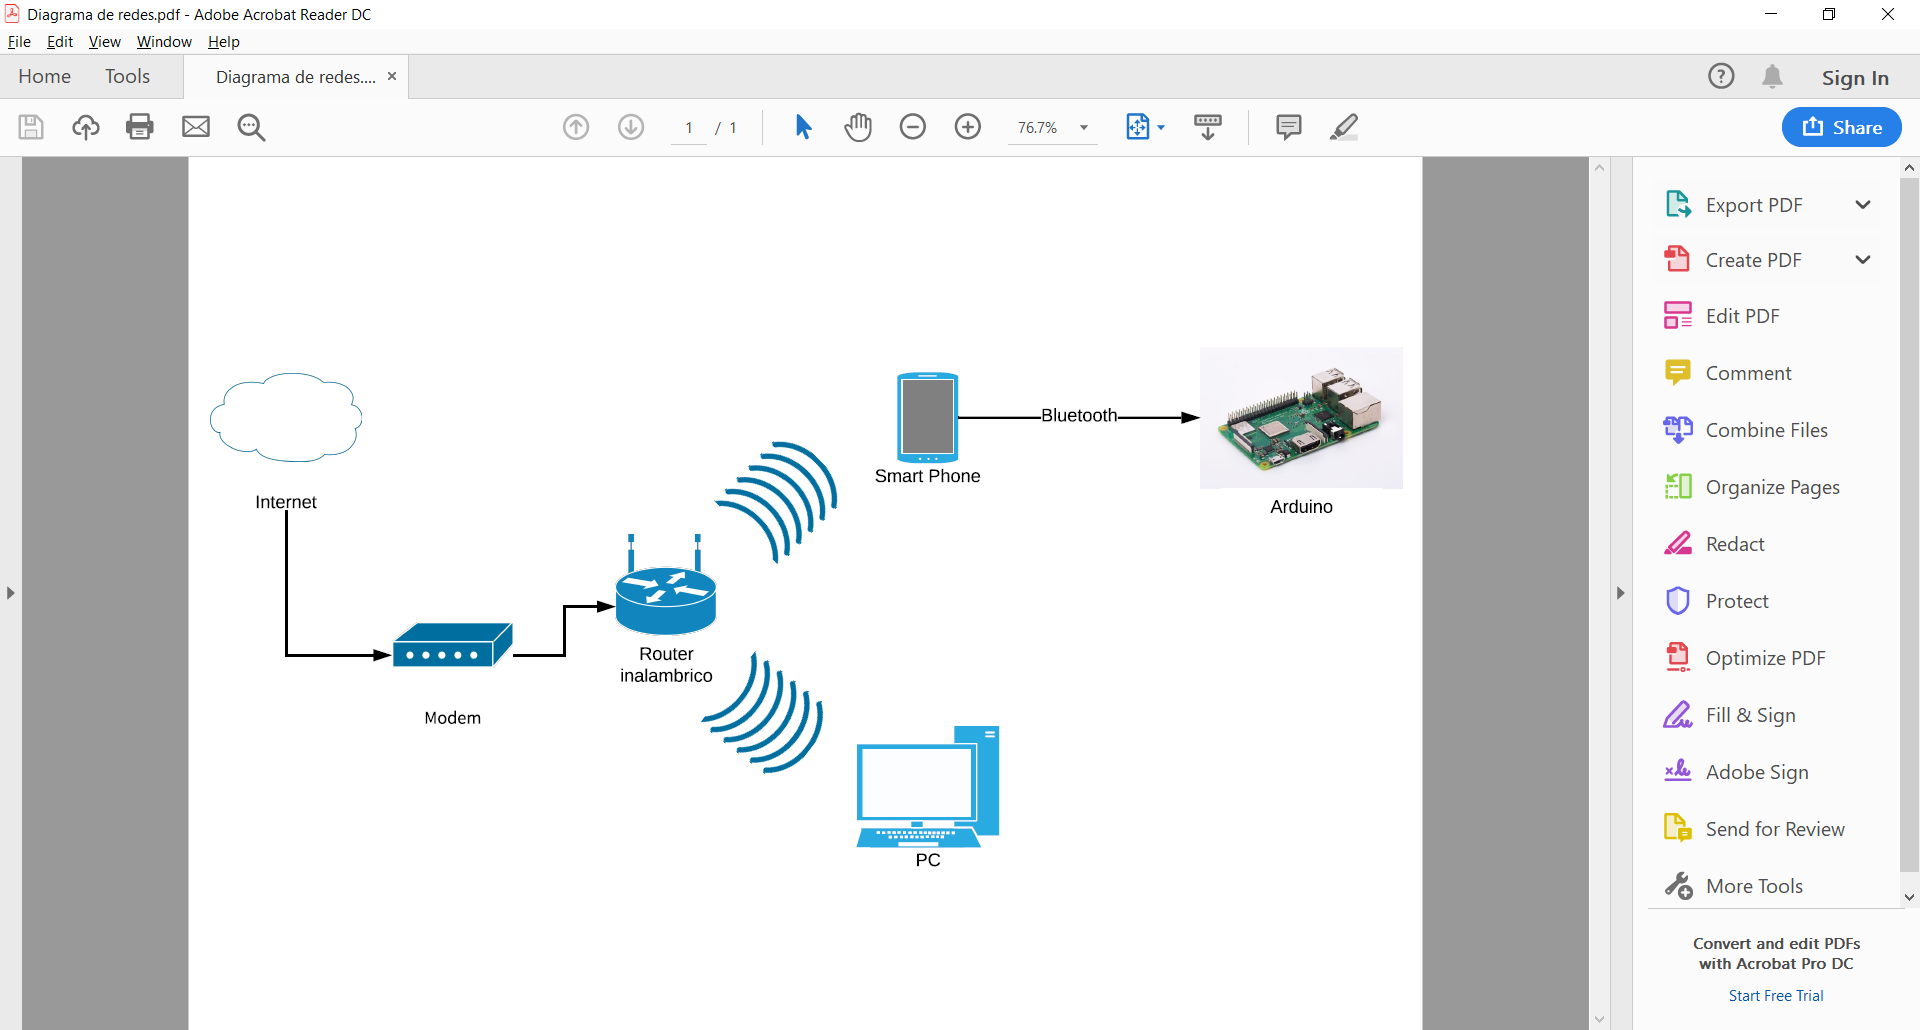 Diagrama de redes.pdf - Adobe Acrobat Reader DC
File Edit View Window Help
Home Tools Diagrama de redes.... × Sign In
1 / 1 76.7% Share
Export PDF
Create PDF
Edit PDF
Comment
Combine Files
Organize Pages
Redact
Protect
Optimize PDF
Fill & Sign
Adobe Sign
Send for Review
More Tools
Convert and edit PDFs
with Acrobat Pro DC
Start Free Trial
Internet
Modem
Router
inalambrico
Smart Phone
Bluetooth
Arduino
PC